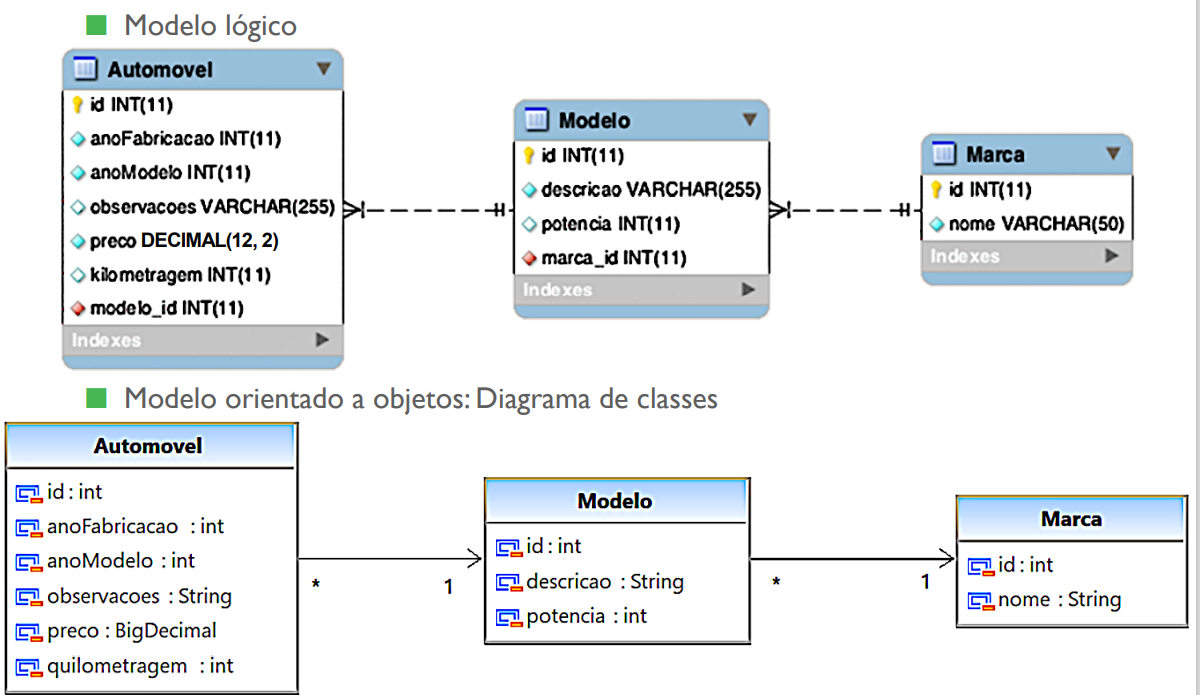 Modelo lógico
Automovel
id INT(11)
anoFabricacao INT(11)
anoModelo INT(11)
observacoes VARCHAR(255)
preco DECIMAL(12, 2)
kilometragem INT(11)
modelo_id INT(11)
Indexes
Modelo
id INT(11)
descricao VARCHAR(255)
potencia INT(11)
marca_id INT(11)
Indexes
Marca
id INT(11)
nome VARCHAR(50)
Indexes
Modelo orientado a objetos: Diagrama de classes
Automovel
id : int
anoFabricacao : int
anoModelo : int
observacoes : String
preco : BigDecimal
quilometragem : int
* 1
Modelo
id : int
descricao : String
potencia : int
* 1
Marca
id : int
nome : String